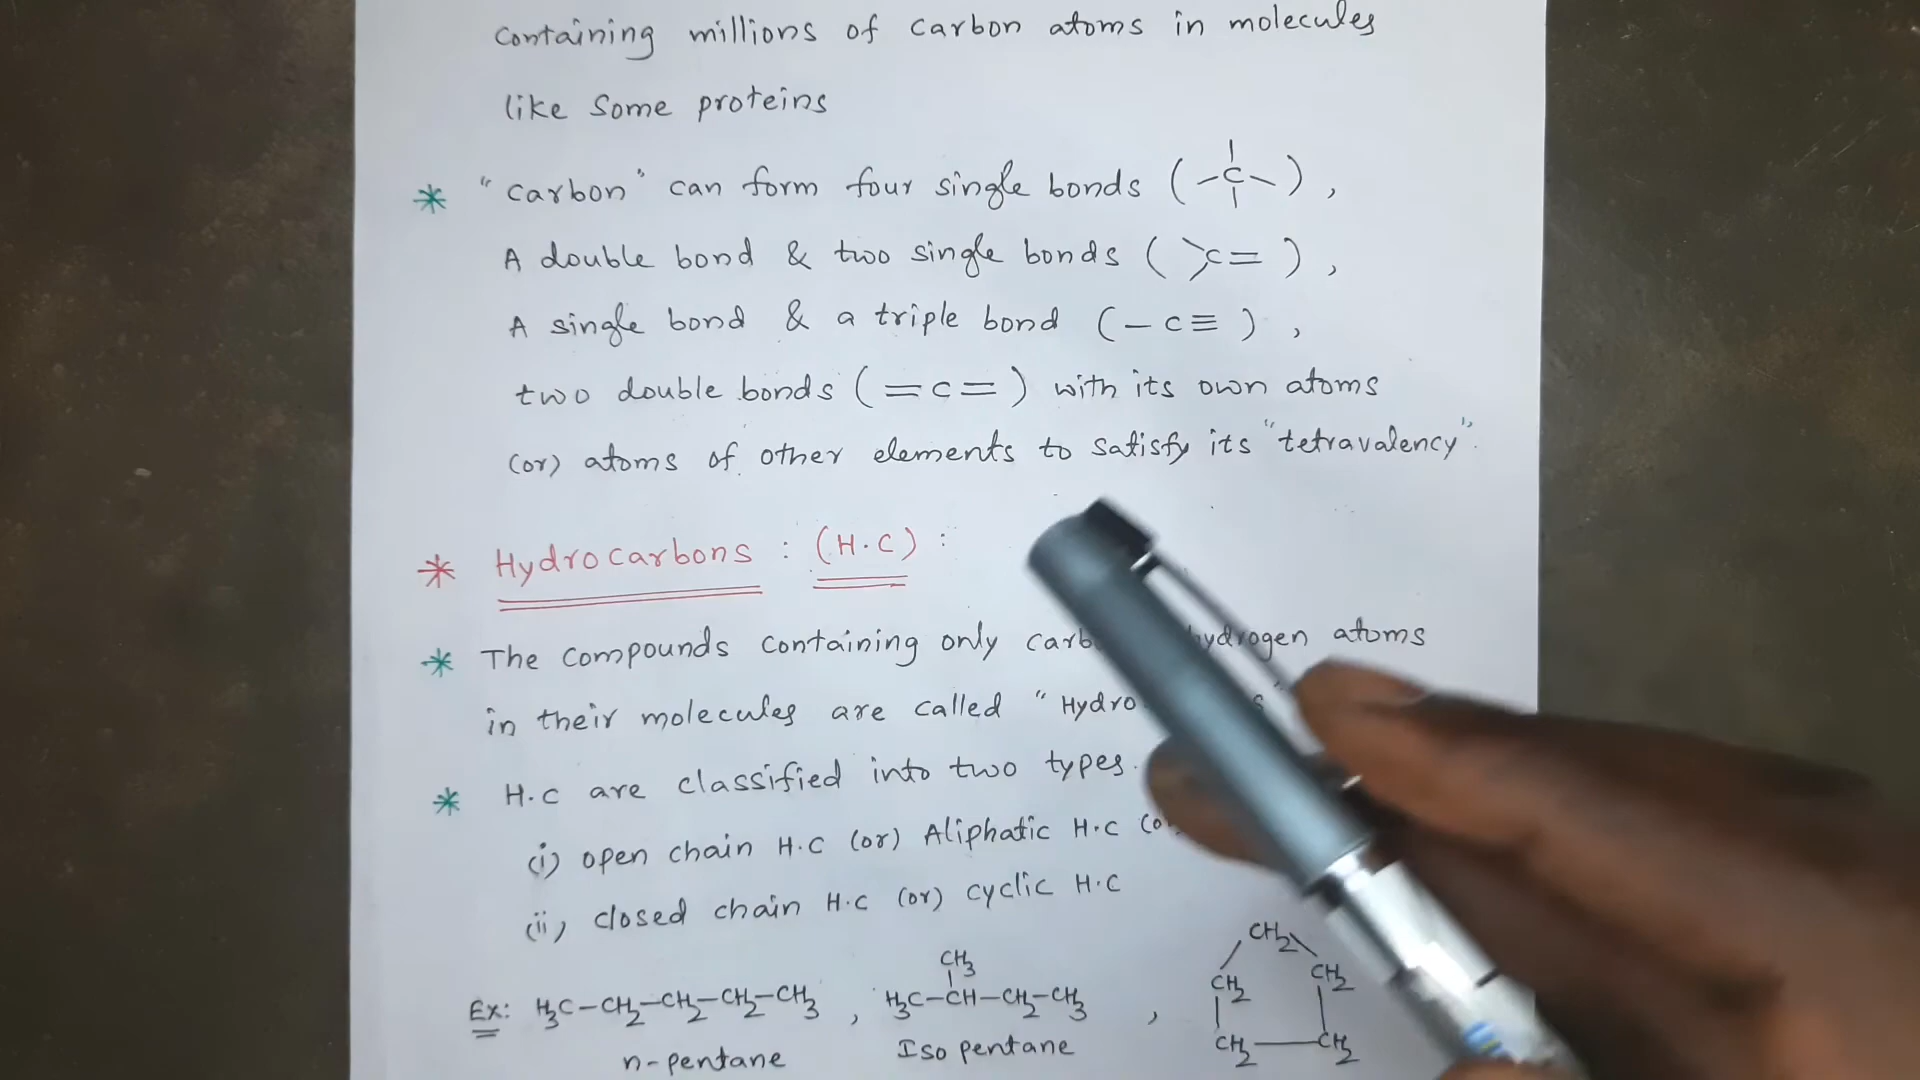 containing millions of carbon atoms in molecules
like some proteins
* "carbon" can form four single bonds (-C-),
A double bond & two single bonds ( >C= ),
A single bond & a triple bond (-C≡),
two double bonds (=C=) with its own atoms
(or) atoms of other elements to satisfy its "tetravalency".
* Hydrocarbons : (H.C) :
* The compounds containing only hydrogen atoms
in their molecules are called "
* H.C are classified into two types.
(i) open chain H.C (or) Aliphatic H.C
(ii) closed chain H.C (or) cyclic H.C
CH3
Ex: H3C-CH2-CH2-CH2-CH3, H3C-CH-CH2-CH3,
n-pentane Iso pentane
CH2
CH2 CH2
CH2-CH2